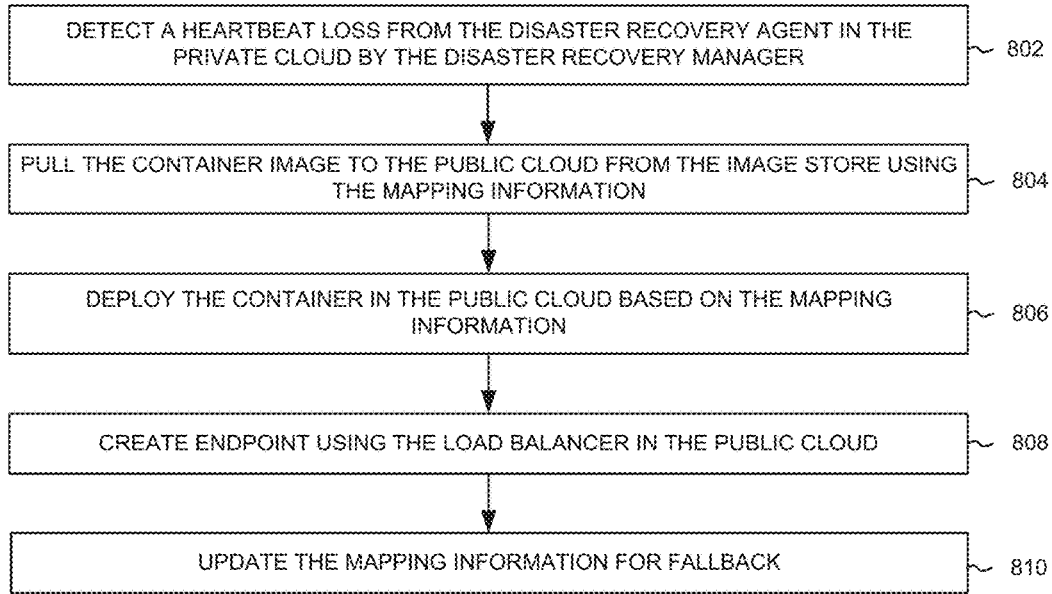 DETECT A HEARTBEAT LOSS FROM THE DISASTER RECOVERY AGENT IN THE
PRIVATE CLOUD BY THE DISASTER RECOVERY MANAGER
802
PULL THE CONTAINER IMAGE TO THE PUBLIC CLOUD FROM THE IMAGE STORE USING
THE MAPPING INFORMATION
804
DEPLOY THE CONTAINER IN THE PUBLIC CLOUD BASED ON THE MAPPING
INFORMATION
806
CREATE ENDPOINT USING THE LOAD BALANCER IN THE PUBLIC CLOUD
808
UPDATE THE MAPPING INFORMATION FOR FALLBACK
810